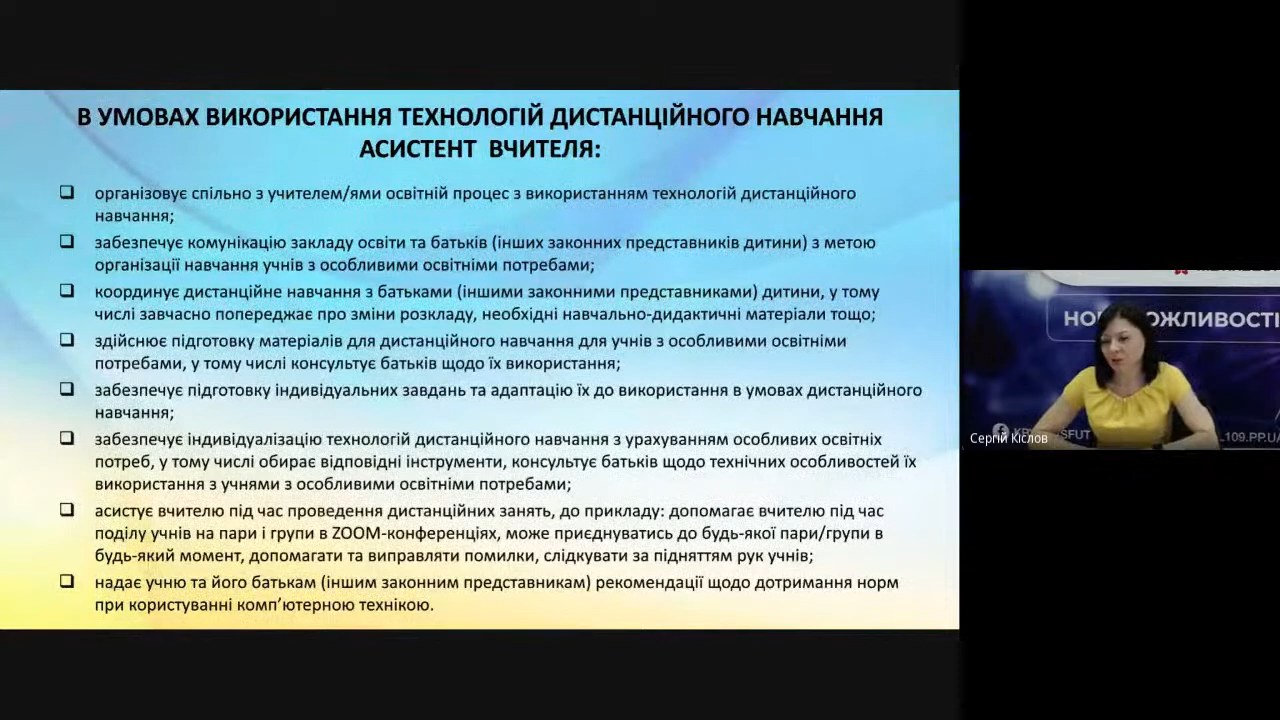 В УМОВАХ ВИКОРИСТАННЯ ТЕХНОЛОГІЙ ДИСТАНЦІЙНОГО НАВЧАННЯ
АСИСТЕНТ ВЧИТЕЛЯ:
організовує спільно з учителем/ями освітній процес з використанням технологій дистанційного
навчання;
забезпечує комунікацію закладу освіти та батьків (інших законних представників дитини) з метою
організації навчання учнів з особливими освітніми потребами;
координує дистанційне навчання з батьками (іншими законними представниками) дитини, у тому
числі завчасно попереджає про зміни розкладу, необхідні навчально-дидактичні матеріали тощо;
здійснює підготовку матеріалів для дистанційного навчання для учнів з особливими освітніми
потребами, у тому числі консультує батьків щодо їх використання;
забезпечує підготовку індивідуальних завдань та адаптацію їх до використання в умовах дистанційного
навчання;
забезпечує індивідуалізацію технологій дистанційного навчання з урахуванням особливих освітніх
потреб, у тому числі обирає відповідні інструменти, консультує батьків щодо технічних особливостей їх
використання з учнями з особливими освітніми потребами;
асистує вчителю під час проведення дистанційних занять, до прикладу: допомагає вчителю під час
поділу учнів на пари і групи в ZOOM-конференціях, може приєднуватись до будь-якої пари/групи в
будь-який момент, допомагати та виправляти помилки, слідкувати за підняттям рук учнів;
надає учню та його батькам (іншим законним представникам) рекомендації щодо дотримання норм
при користуванні комп’ютерною технікою.
Сергій Кіслов
L109.PP.UA